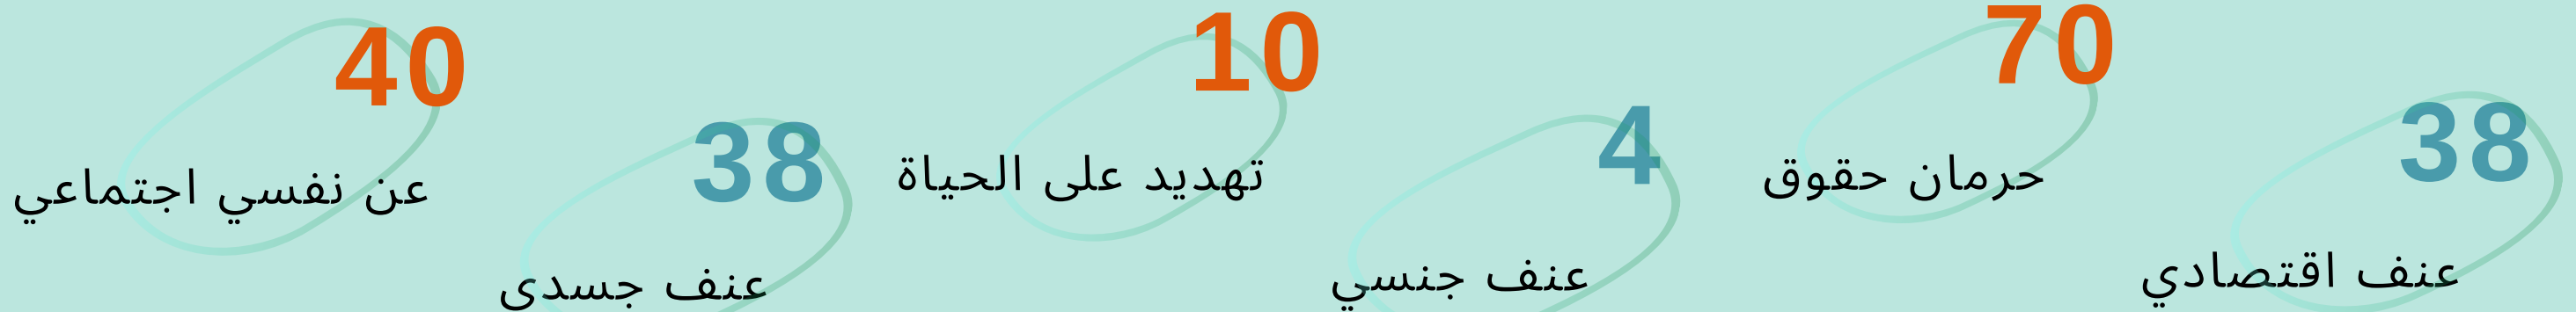 70
حرمان حقوق
38
عنف اقتصادي
10
تهديد على الحياة
4
عنف جنسي
40
عن نفسي اجتماعي
38
عنف جسدى